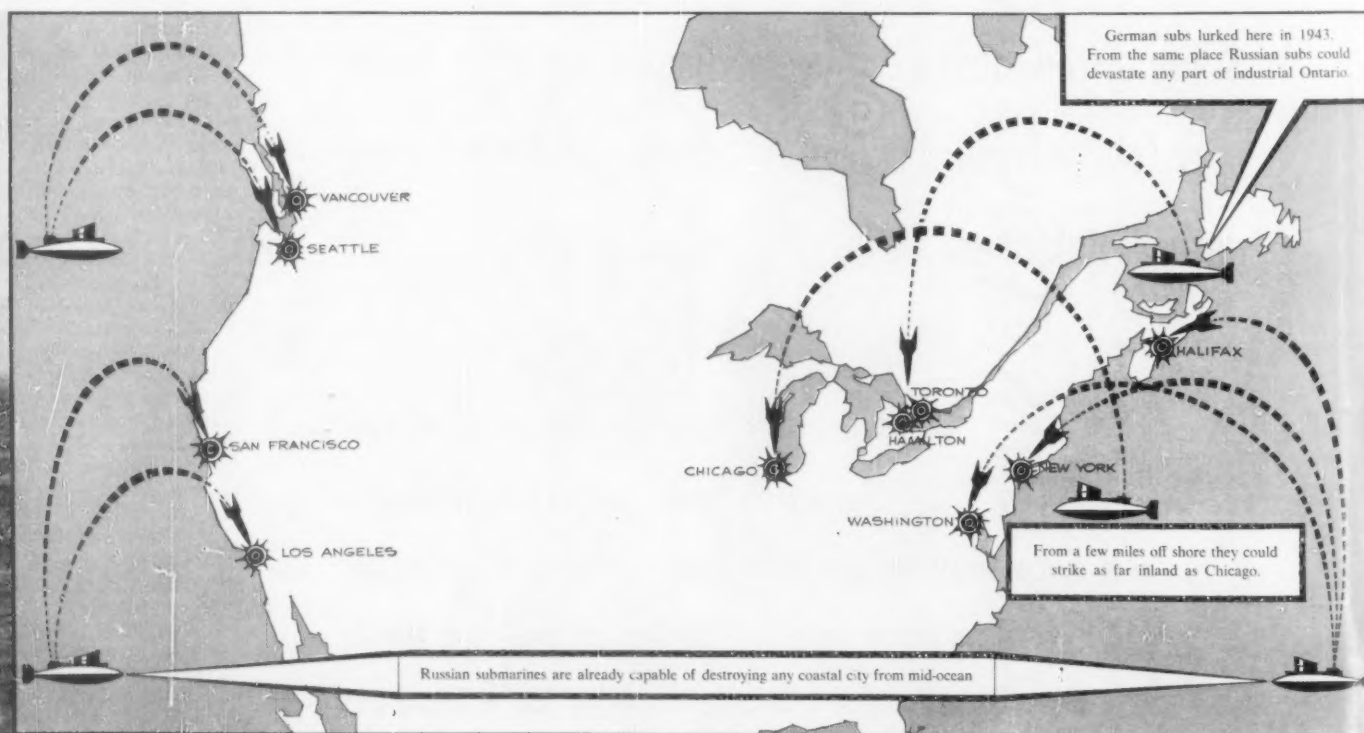 German subs lurked here in 1943.
From the same place Russian subs could
devastate any part of industrial Ontario.
VANCOUVER
SEATTLE
HALIFAX
TORONTO
HAMILTON
SAN FRANCISCO
CHICAGO
NEW YORK
WASHINGTON
LOS ANGELES
From a few miles off shore they could
strike as far inland as Chicago.
Russian submarines are already capable of destroying any coastal city from mid-ocean